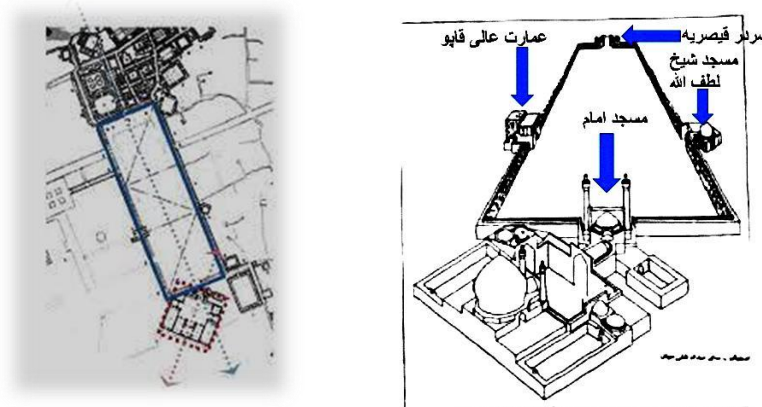 سردر قیصریه
عمارت عالی قاپو
مسجد شیخ
لطف الله
مسجد امام